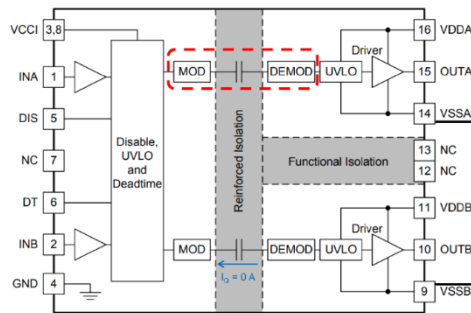 VCCI 3,8
16 VDDA
Driver
MOD
DEMOD
UVLO
INA 1
15 OUTA
DIS 5
14 VSSA
Disable,
UVLO
and
Deadtime
Reinforced Isolation
NC 7
13 NC
Functional Isolation
12 NC
DT 6
11 VDDB
Driver
INB 2
MOD
DEMOD
UVLO
10 OUTB
IQ = 0 A
GND 4
9 VSSB